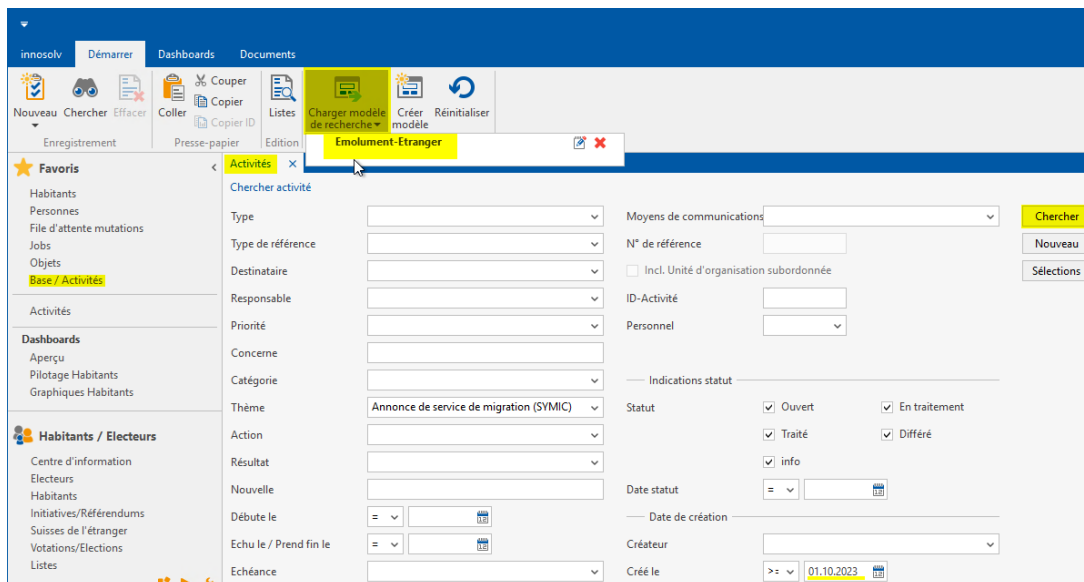 innosolv Démarrer Dashboards Documents
Nouveau Chercher Effacer Coller Couper Copier Copier ID Listes Charger modèle de recherche Créer modèle Réinitialiser
Enregistrement Presse-papier Edition
Emolument-Etranger
Favoris
Habitants
Personnes
File d'attente mutations
Jobs
Objets
Base / Activités
Activités
Dashboards
Aperçu
Pilotage Habitants
Graphiques Habitants
Habitants / Electeurs
Centre d'information
Electeurs
Habitants
Initiatives/Référendums
Suisses de l'étranger
Votations/Elections
Listes
Activités
Chercher activité
Type
Type de référence
Destinataire
Responsable
Priorité
Concerne
Catégorie
Thème Annonce de service de migration (SYMIC)
Action
Résultat
Nouvelle
Débute le =
Echu le / Prend fin le =
Echéance
Moyens de communications
N° de référence
Incl. Unité d'organisation subordonnée
ID-Activité
Personnel
Indications statut
Statut Ouvert En traitement
Traité Différé
info
Date statut =
Date de création
Créateur
Créé le >= 01.10.2023
Chercher
Nouveau
Sélections